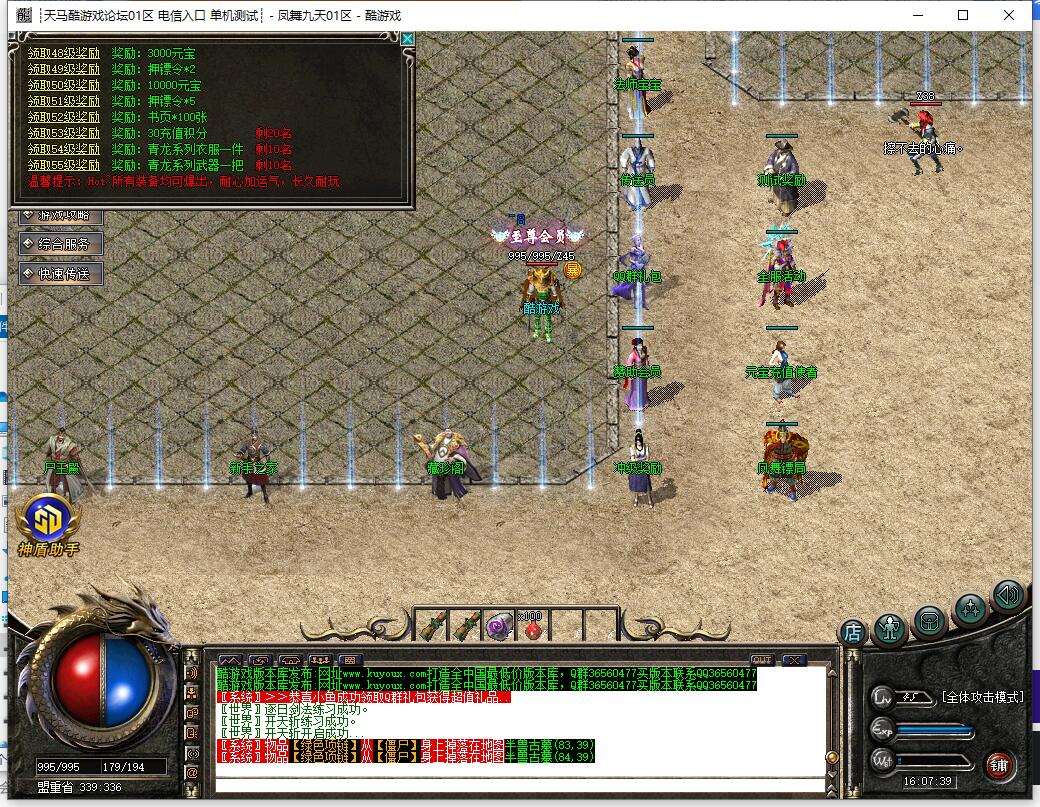 天马酷游戏论坛01区 电信入口 单机测试 - 凤舞九天01区 - 酷游戏
领取48级奖励 奖励：3000元宝
领取49级奖励 奖励：押镖令*2
领取50级奖励 奖励：10000元宝
领取51级奖励 奖励：押镖令*5
领取52级奖励 奖励：书页*100张
领取53级奖励 奖励：30充值积分 剩20名
领取54级奖励 奖励：青龙系列衣服一件 剩10名
领取55级奖励 奖励：青龙系列武器一把 剩10名
温馨提示：Hot 所有装备均可爆出，耐心加运气，长久耐玩
游戏攻略
综合服务
快速传送
法师宝宝
Z38
擦不去的心痛。
传送员
测试奖励
至尊会员
995/995/Z45
QQ群礼包
全服活动
酷游戏
赞助会员
元宝充值使者
尸王殿
新手之家
藏珍阁
冲级奖励
凤舞镖局
神盾助手
x100
6
店
OUT
酷游戏版本库发布:网址www.kuyoux.com打造全中国最低价版本库，Q群36560477买版本联系QQ36560477
酷游戏版本库发布:网址www.kuyoux.com打造全中国最低价版本库，Q群36560477买版本联系QQ36560477
〖系统〗>>恭喜小鱼成功领取Q群礼包获得超值礼品...
〖世界〗逐日剑法练习成功。
〖世界〗开天斩练习成功。
〖世界〗开天斩开启成功...
〖系统〗物品【绿色项链】从【僵尸】身上掉落在地图半兽古墓(83,39)
〖系统〗物品【绿色项链】从【僵尸】身上掉落在地图半兽古墓(84,39)
Lv 45 [全体攻击模式]
Exp
Wet
铺
995/995 179/194
盟重省 339:336
16:07:39